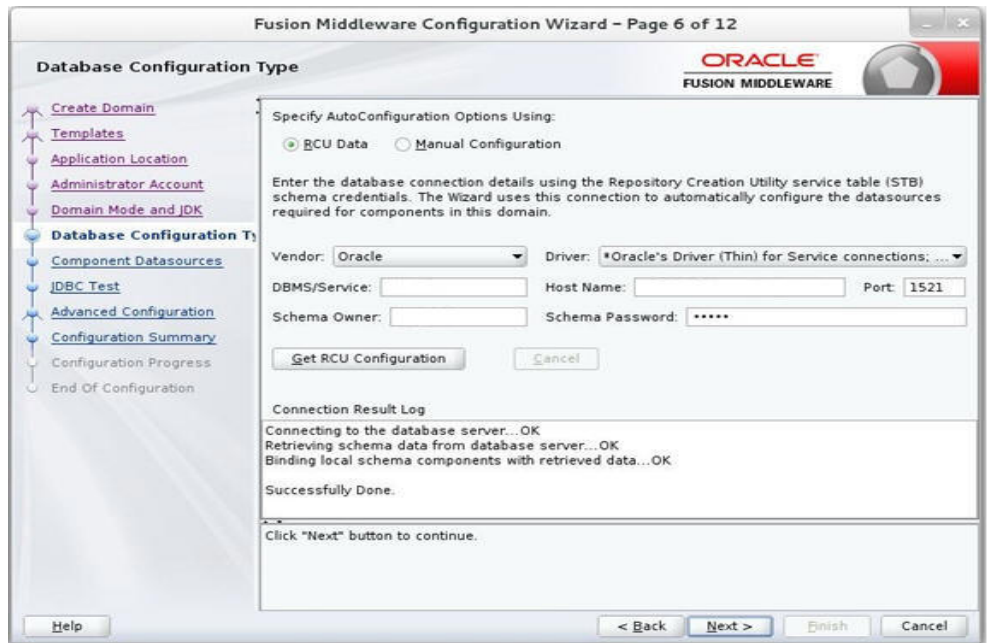 Fusion Middleware Configuration Wizard – Page 6 of 12
Database Configuration Type
ORACLE
FUSION MIDDLEWARE
Create Domain
Templates
Application Location
Administrator Account
Domain Mode and JDK
Database Configuration Ty
Component Datasources
JDBC Test
Advanced Configuration
Configuration Summary
Configuration Progress
End Of Configuration
Specify AutoConfiguration Options Using:
RCU Data Manual Configuration
Enter the database connection details using the Repository Creation Utility service table (STB)
schema credentials. The Wizard uses this connection to automatically configure the datasources
required for components in this domain.
Vendor: Oracle Driver: *Oracle's Driver (Thin) for Service connections; ...
DBMS/Service: Host Name: Port: 1521
Schema Owner: Schema Password: •••••
Get RCU Configuration Cancel
Connection Result Log
Connecting to the database server...OK
Retrieving schema data from database server...OK
Binding local schema components with retrieved data...OK
Successfully Done.
Click "Next" button to continue.
Help < Back Next > Finish Cancel